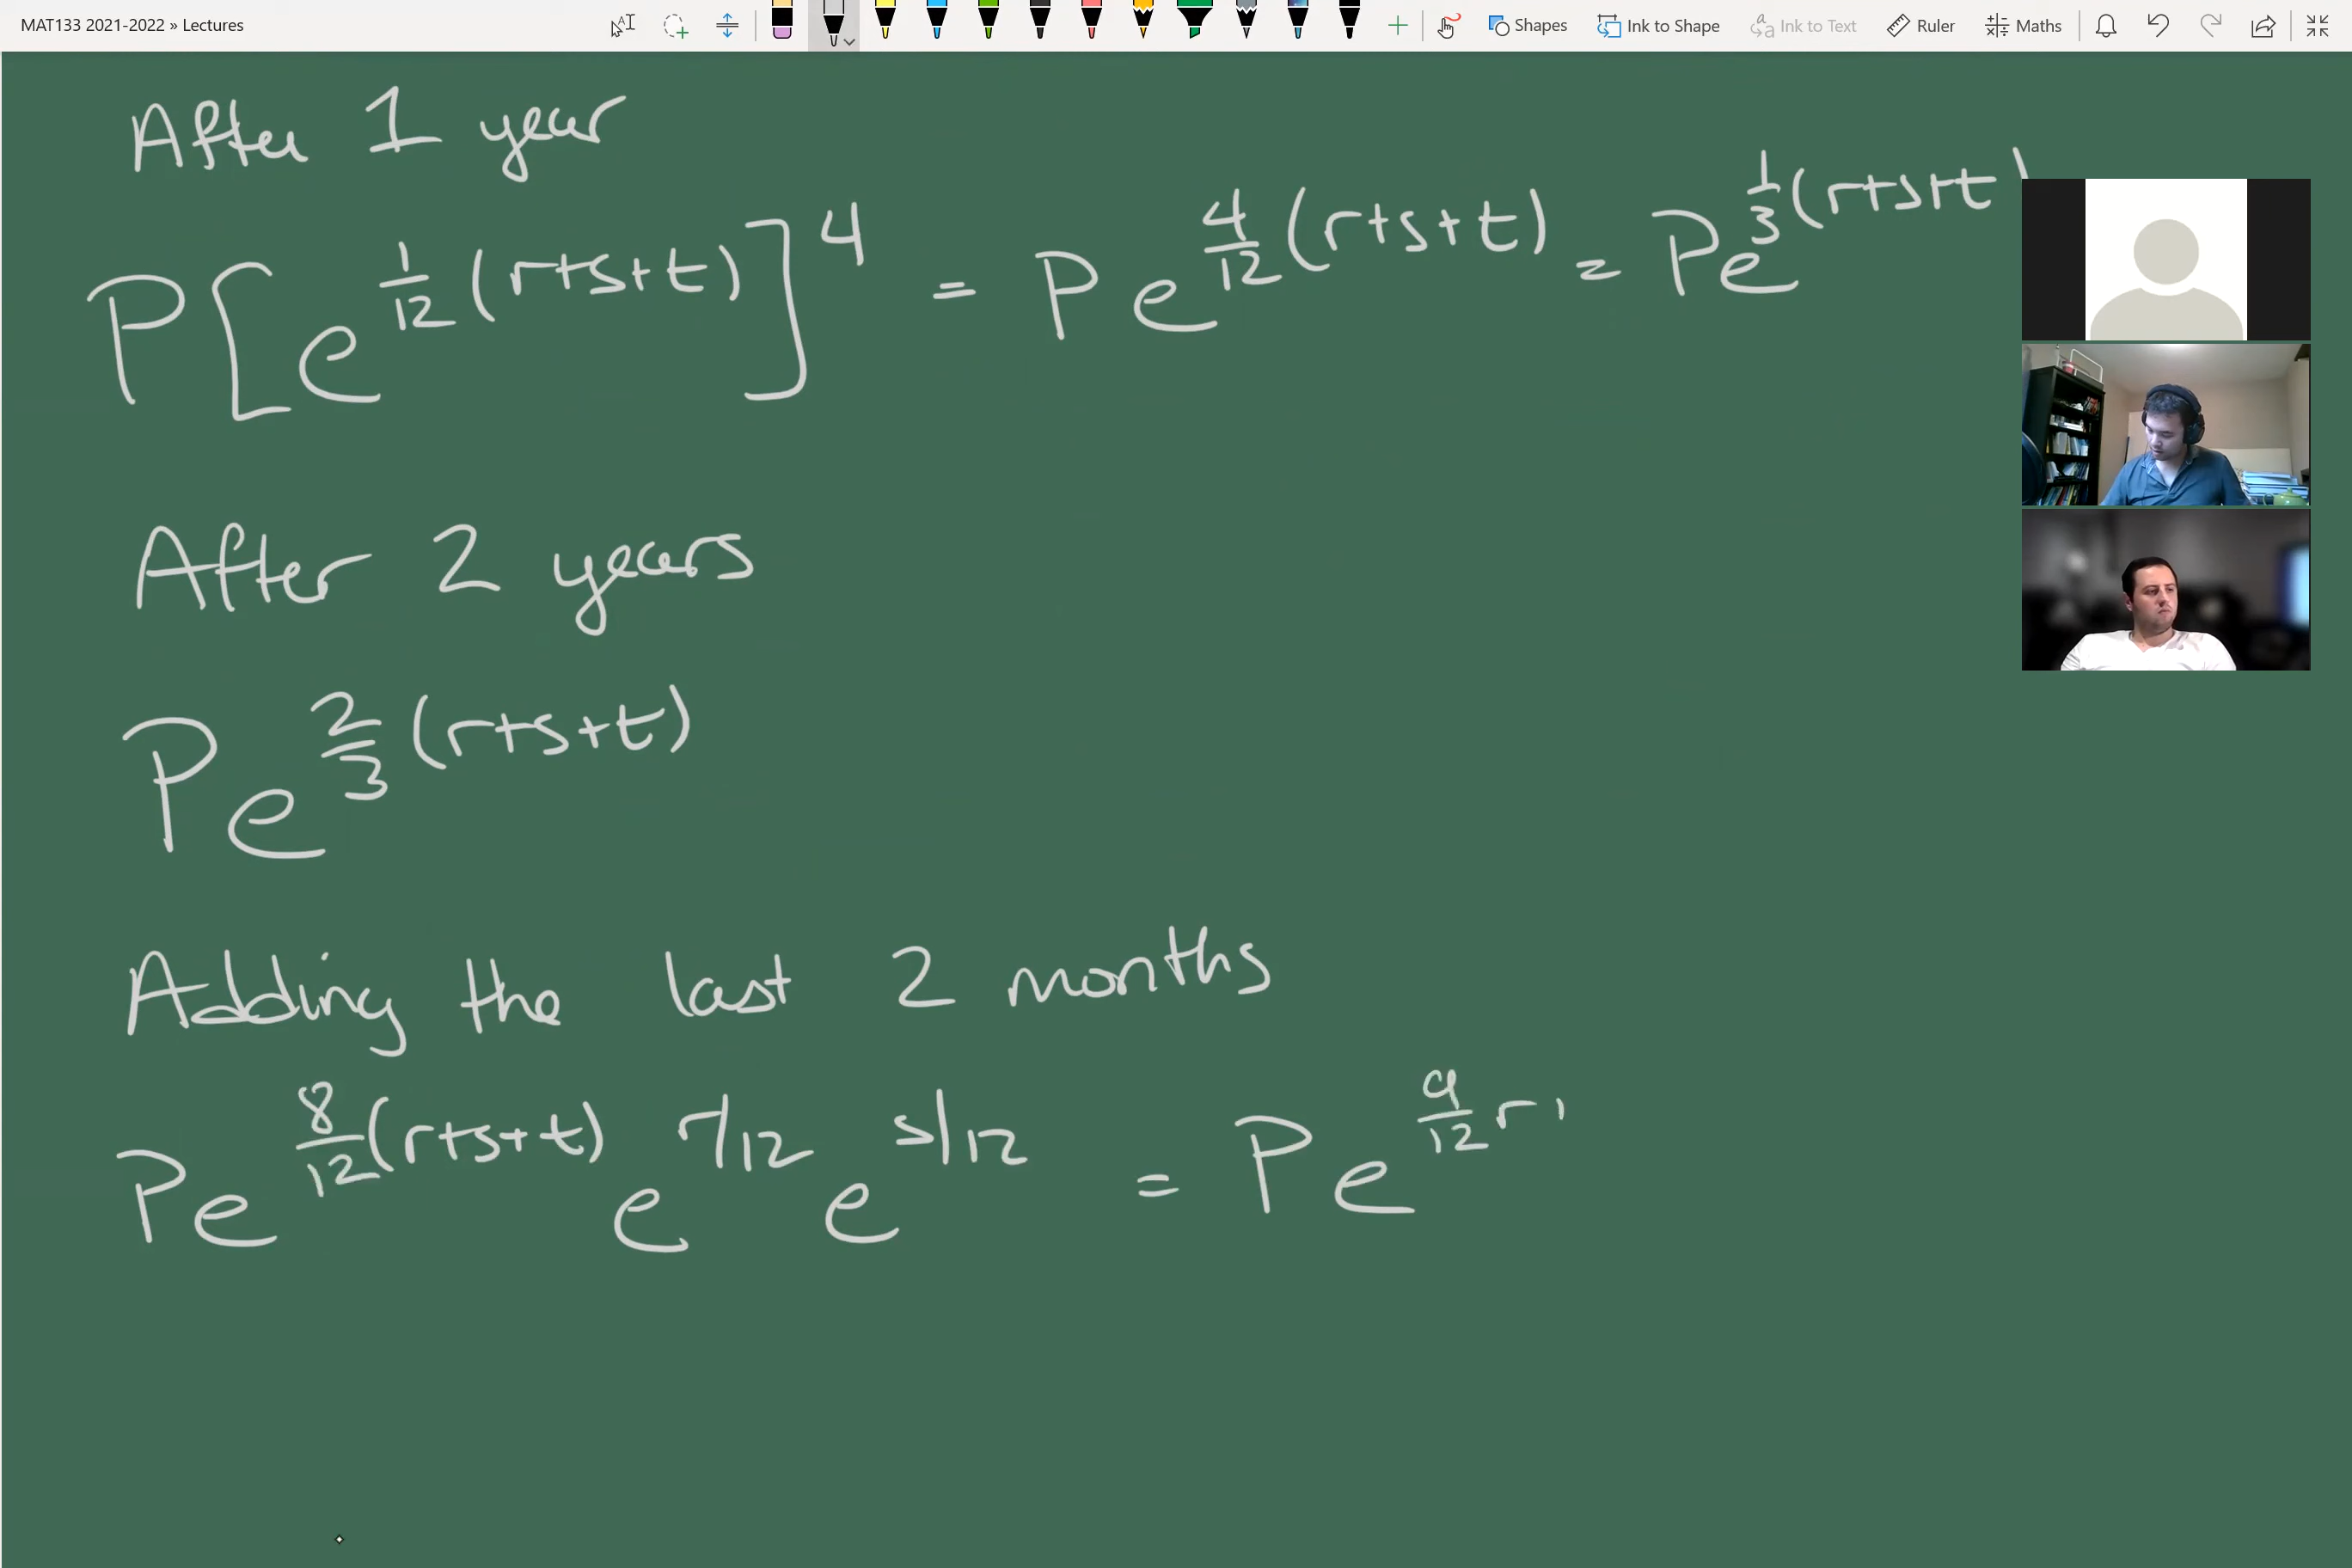 MAT133 2021-2022 » Lectures
Shapes Ink to Shape Ink to Text Ruler Maths
After 1 year
P[e^{1/12 (r+s+t)}]^4 = P e^{4/12 (r+s+t)} = Pe^{1/3 (r+s+t)}
After 2 years
Pe^{2/3 (r+s+t)}
Adding the last 2 months
Pe^{8/12 (r+s+t)} e^{r/12} e^{s/12} = Pe^{9/12 r}